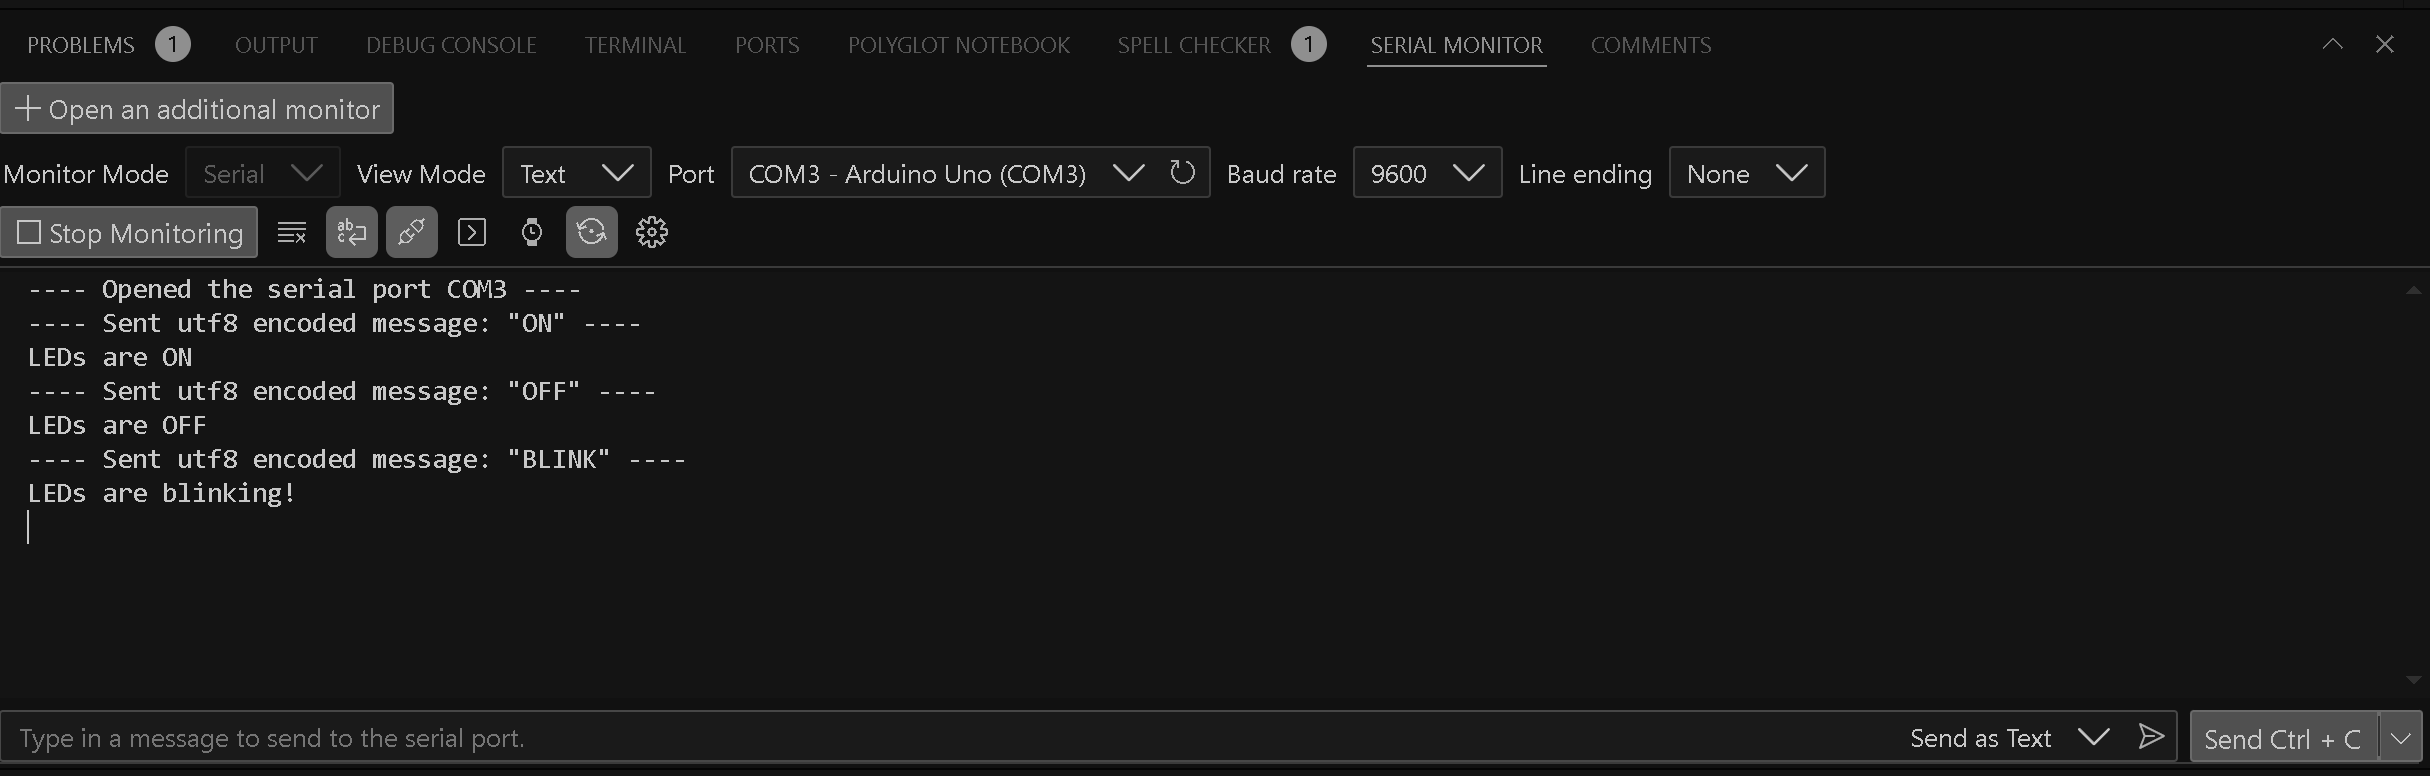 PROBLEMS 1 OUTPUT DEBUG CONSOLE TERMINAL PORTS POLYGLOT NOTEBOOK SPELL CHECKER 1 SERIAL MONITOR COMMENTS
Open an additional monitor
Monitor Mode Serial View Mode Text Port COM3 - Arduino Uno (COM3) Baud rate 9600 Line ending None
Stop Monitoring
---- Opened the serial port COM3 ----
---- Sent utf8 encoded message: "ON" ----
LEDs are ON
---- Sent utf8 encoded message: "OFF" ----
LEDs are OFF
---- Sent utf8 encoded message: "BLINK" ----
LEDs are blinking!
Type in a message to send to the serial port. Send as Text Send Ctrl + C